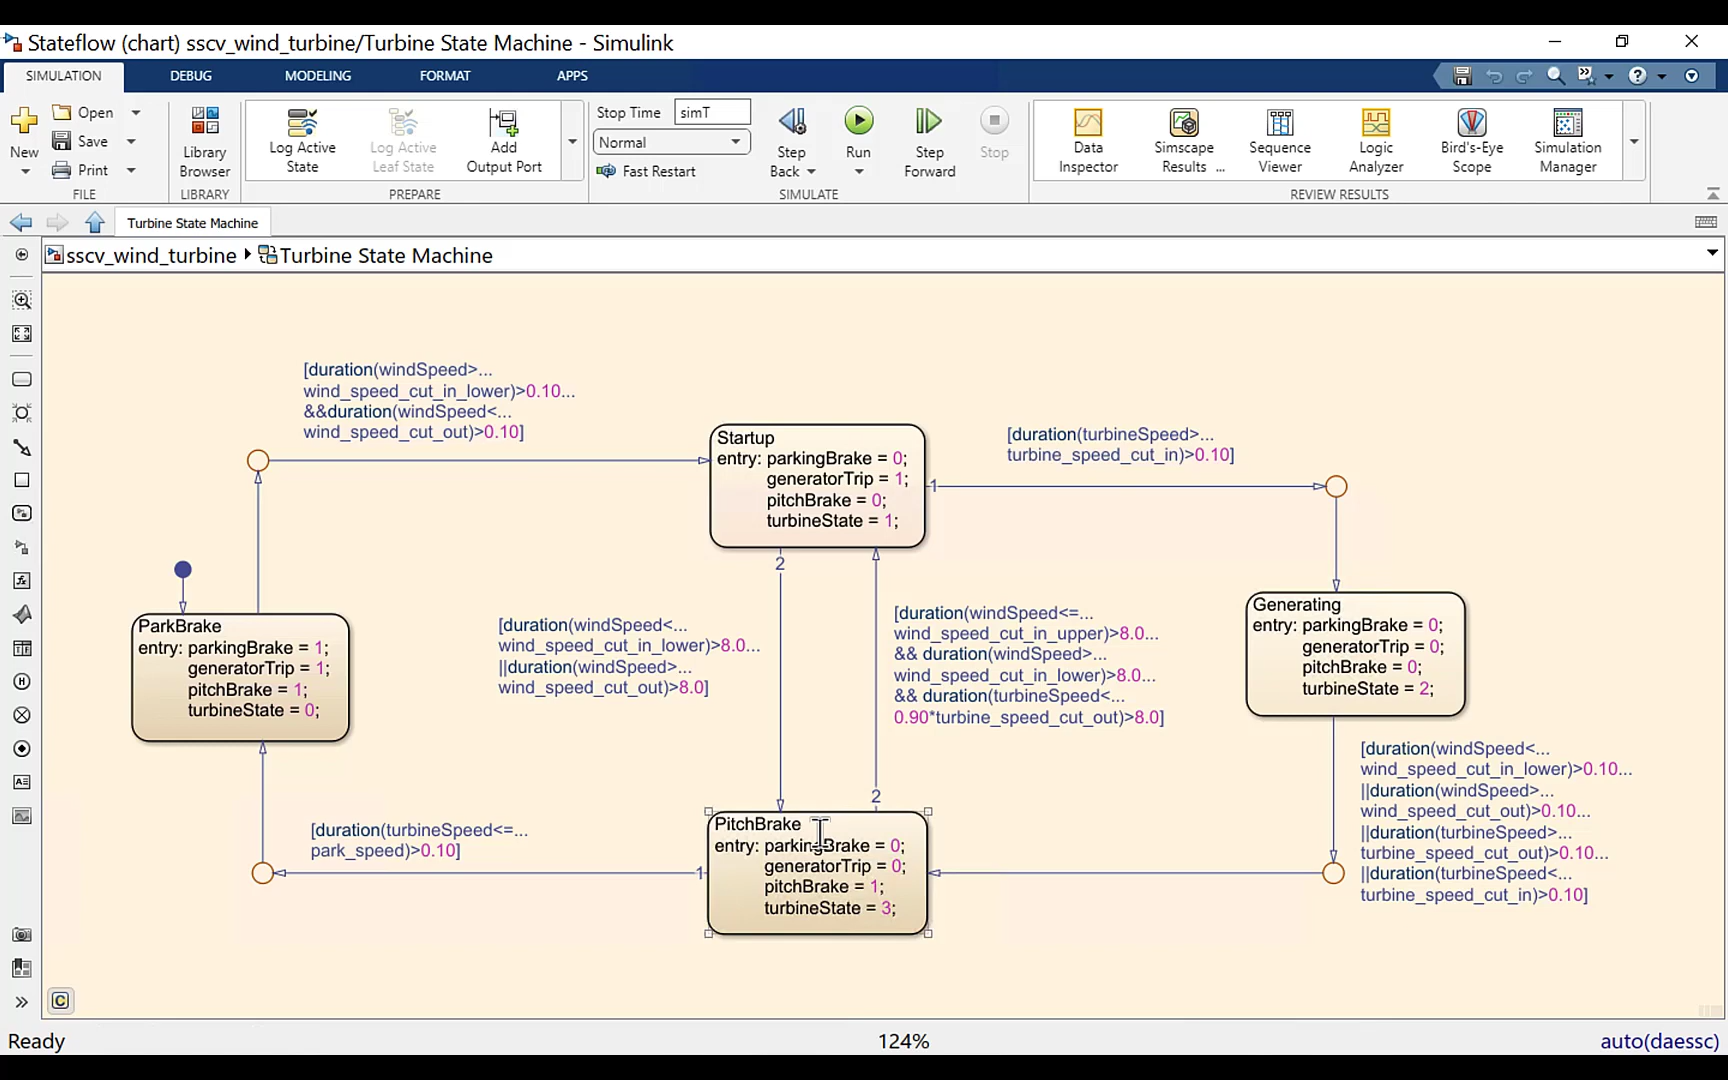 Stateflow (chart) sscv_wind_turbine/Turbine State Machine - Simulink
SIMULATION
DEBUG
MODELING
FORMAT
APPS
New
Open
Save
Print
FILE
Library
Browser
LIBRARY
Log Active
State
Log Active
Leaf State
Add
Output Port
PREPARE
Stop Time
simT
Normal
Fast Restart
Step
Back
Run
Step
Forward
Stop
SIMULATE
Data
Inspector
Simscape
Results ...
Sequence
Viewer
Logic
Analyzer
Bird's-Eye
Scope
Simulation
Manager
REVIEW RESULTS
Turbine State Machine
sscv_wind_turbine
Turbine State Machine
[duration(windSpeed>...
wind_speed_cut_in_lower)>0.10...
&&duration(windSpeed<...
wind_speed_cut_out)>0.10]
Startup
entry: parkingBrake = 0;
generatorTrip = 1;
pitchBrake = 0;
turbineState = 1;
[duration(turbineSpeed>...
turbine_speed_cut_in)>0.10]
1
2
ParkBrake
entry: parkingBrake = 1;
generatorTrip = 1;
pitchBrake = 1;
turbineState = 0;
[duration(windSpeed<...
wind_speed_cut_in_lower)>8.0...
||duration(windSpeed>...
wind_speed_cut_out)>8.0]
[duration(windSpeed<=...
wind_speed_cut_in_upper)>8.0...
&& duration(windSpeed>...
wind_speed_cut_in_lower)>8.0...
&& duration(turbineSpeed<...
0.90*turbine_speed_cut_out)>8.0]
Generating
entry: parkingBrake = 0;
generatorTrip = 0;
pitchBrake = 0;
turbineState = 2;
[duration(windSpeed<...
wind_speed_cut_in_lower)>0.10...
||duration(windSpeed>...
wind_speed_cut_out)>0.10...
||duration(turbineSpeed>...
turbine_speed_cut_out)>0.10...
||duration(turbineSpeed<...
turbine_speed_cut_in)>0.10]
2
[duration(turbineSpeed<=...
park_speed)>0.10]
1
PitchBrake
entry: parkingBrake = 0;
generatorTrip = 0;
pitchBrake = 1;
turbineState = 3;
Ready
124%
auto(daessc)